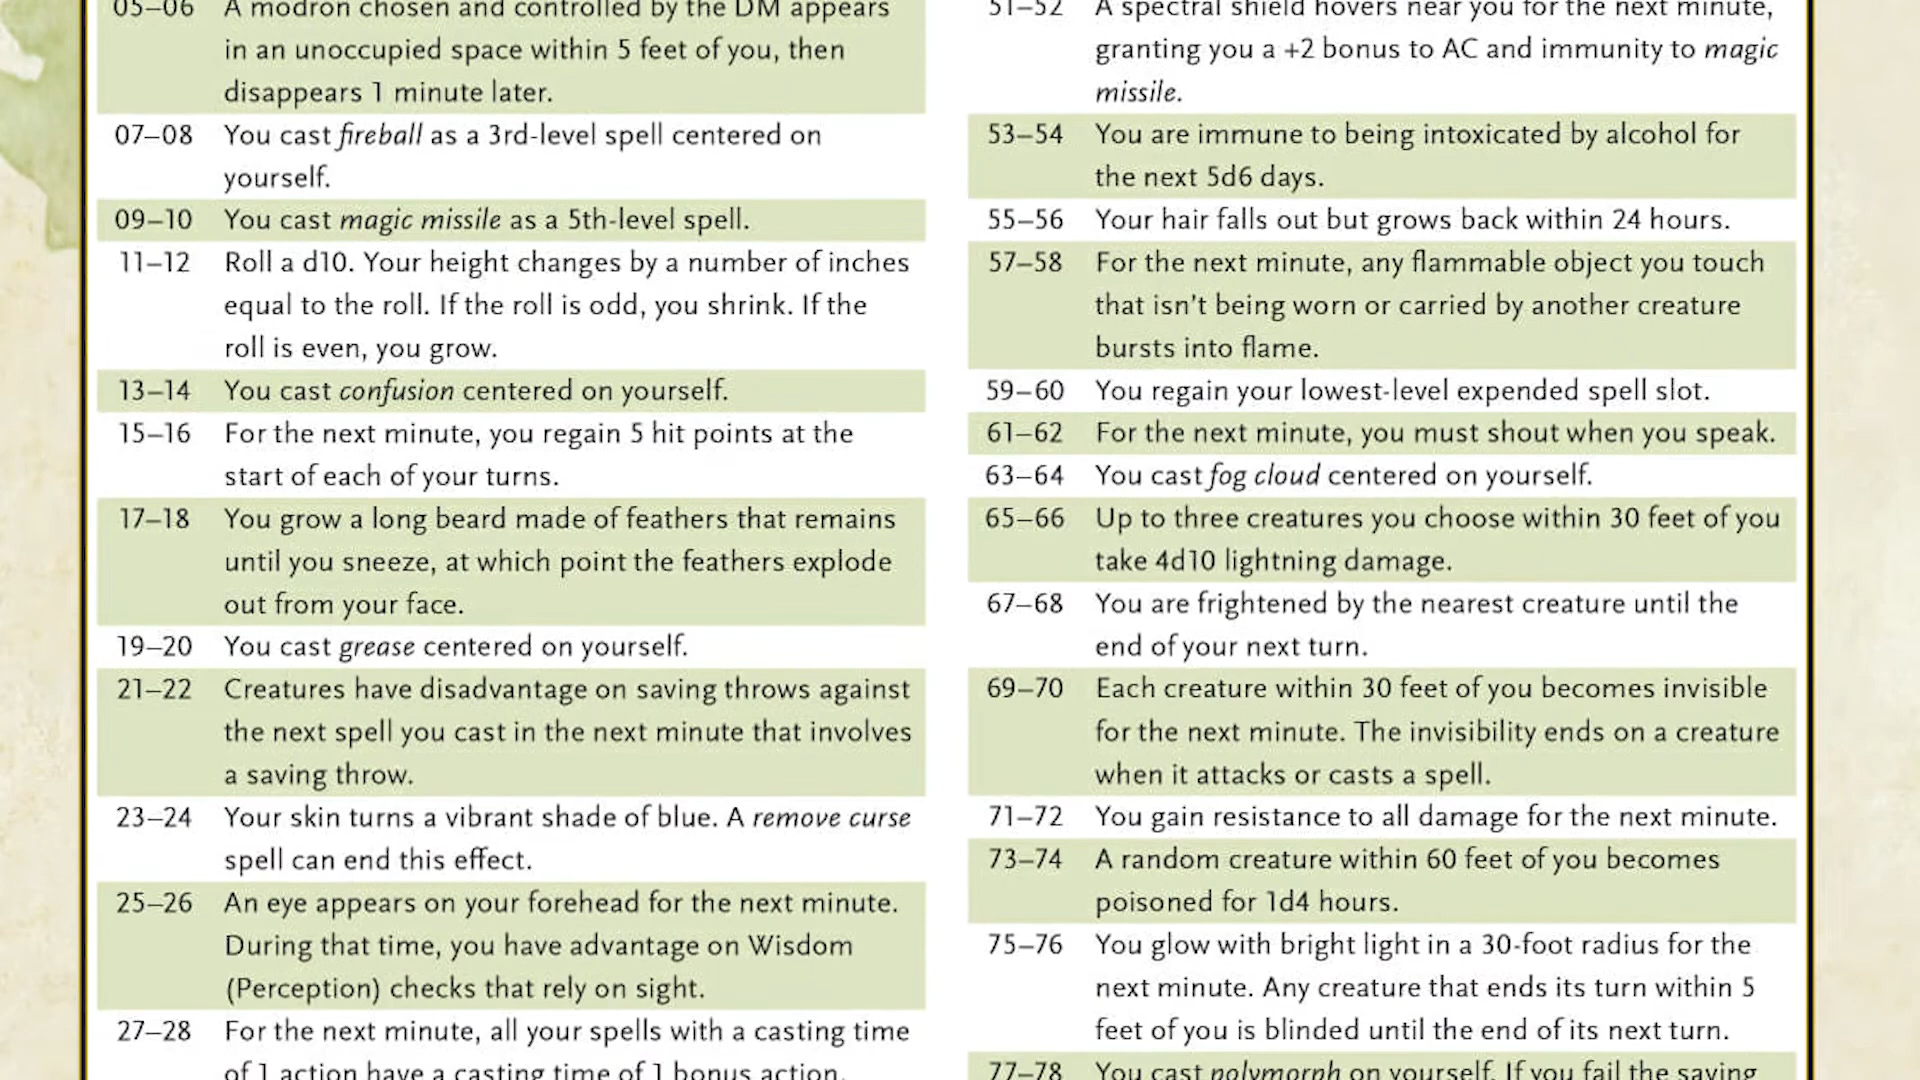 05–06 A modron chosen and controlled by the DM appears
in an unoccupied space within 5 feet of you, then
disappears 1 minute later.
07–08 You cast fireball as a 3rd-level spell centered on
yourself.
09–10 You cast magic missile as a 5th-level spell.
11–12 Roll a d10. Your height changes by a number of inches
equal to the roll. If the roll is odd, you shrink. If the
roll is even, you grow.
13–14 You cast confusion centered on yourself.
15–16 For the next minute, you regain 5 hit points at the
start of each of your turns.
17–18 You grow a long beard made of feathers that remains
until you sneeze, at which point the feathers explode
out from your face.
19–20 You cast grease centered on yourself.
21–22 Creatures have disadvantage on saving throws against
the next spell you cast in the next minute that involves
a saving throw.
23–24 Your skin turns a vibrant shade of blue. A remove curse
spell can end this effect.
25–26 An eye appears on your forehead for the next minute.
During that time, you have advantage on Wisdom
(Perception) checks that rely on sight.
27–28 For the next minute, all your spells with a casting time
of 1 action have a casting time of 1 bonus action.
51–52 A spectral shield hovers near you for the next minute,
granting you a +2 bonus to AC and immunity to magic
missile.
53–54 You are immune to being intoxicated by alcohol for
the next 5d6 days.
55–56 Your hair falls out but grows back within 24 hours.
57–58 For the next minute, any flammable object you touch
that isn't being worn or carried by another creature
bursts into flame.
59–60 You regain your lowest-level expended spell slot.
61–62 For the next minute, you must shout when you speak.
63–64 You cast fog cloud centered on yourself.
65–66 Up to three creatures you choose within 30 feet of you
take 4d10 lightning damage.
67–68 You are frightened by the nearest creature until the
end of your next turn.
69–70 Each creature within 30 feet of you becomes invisible
for the next minute. The invisibility ends on a creature
when it attacks or casts a spell.
71–72 You gain resistance to all damage for the next minute.
73–74 A random creature within 60 feet of you becomes
poisoned for 1d4 hours.
75–76 You glow with bright light in a 30-foot radius for the
next minute. Any creature that ends its turn within 5
feet of you is blinded until the end of its next turn.
77–78 You cast polymorph on yourself. If you fail the saving